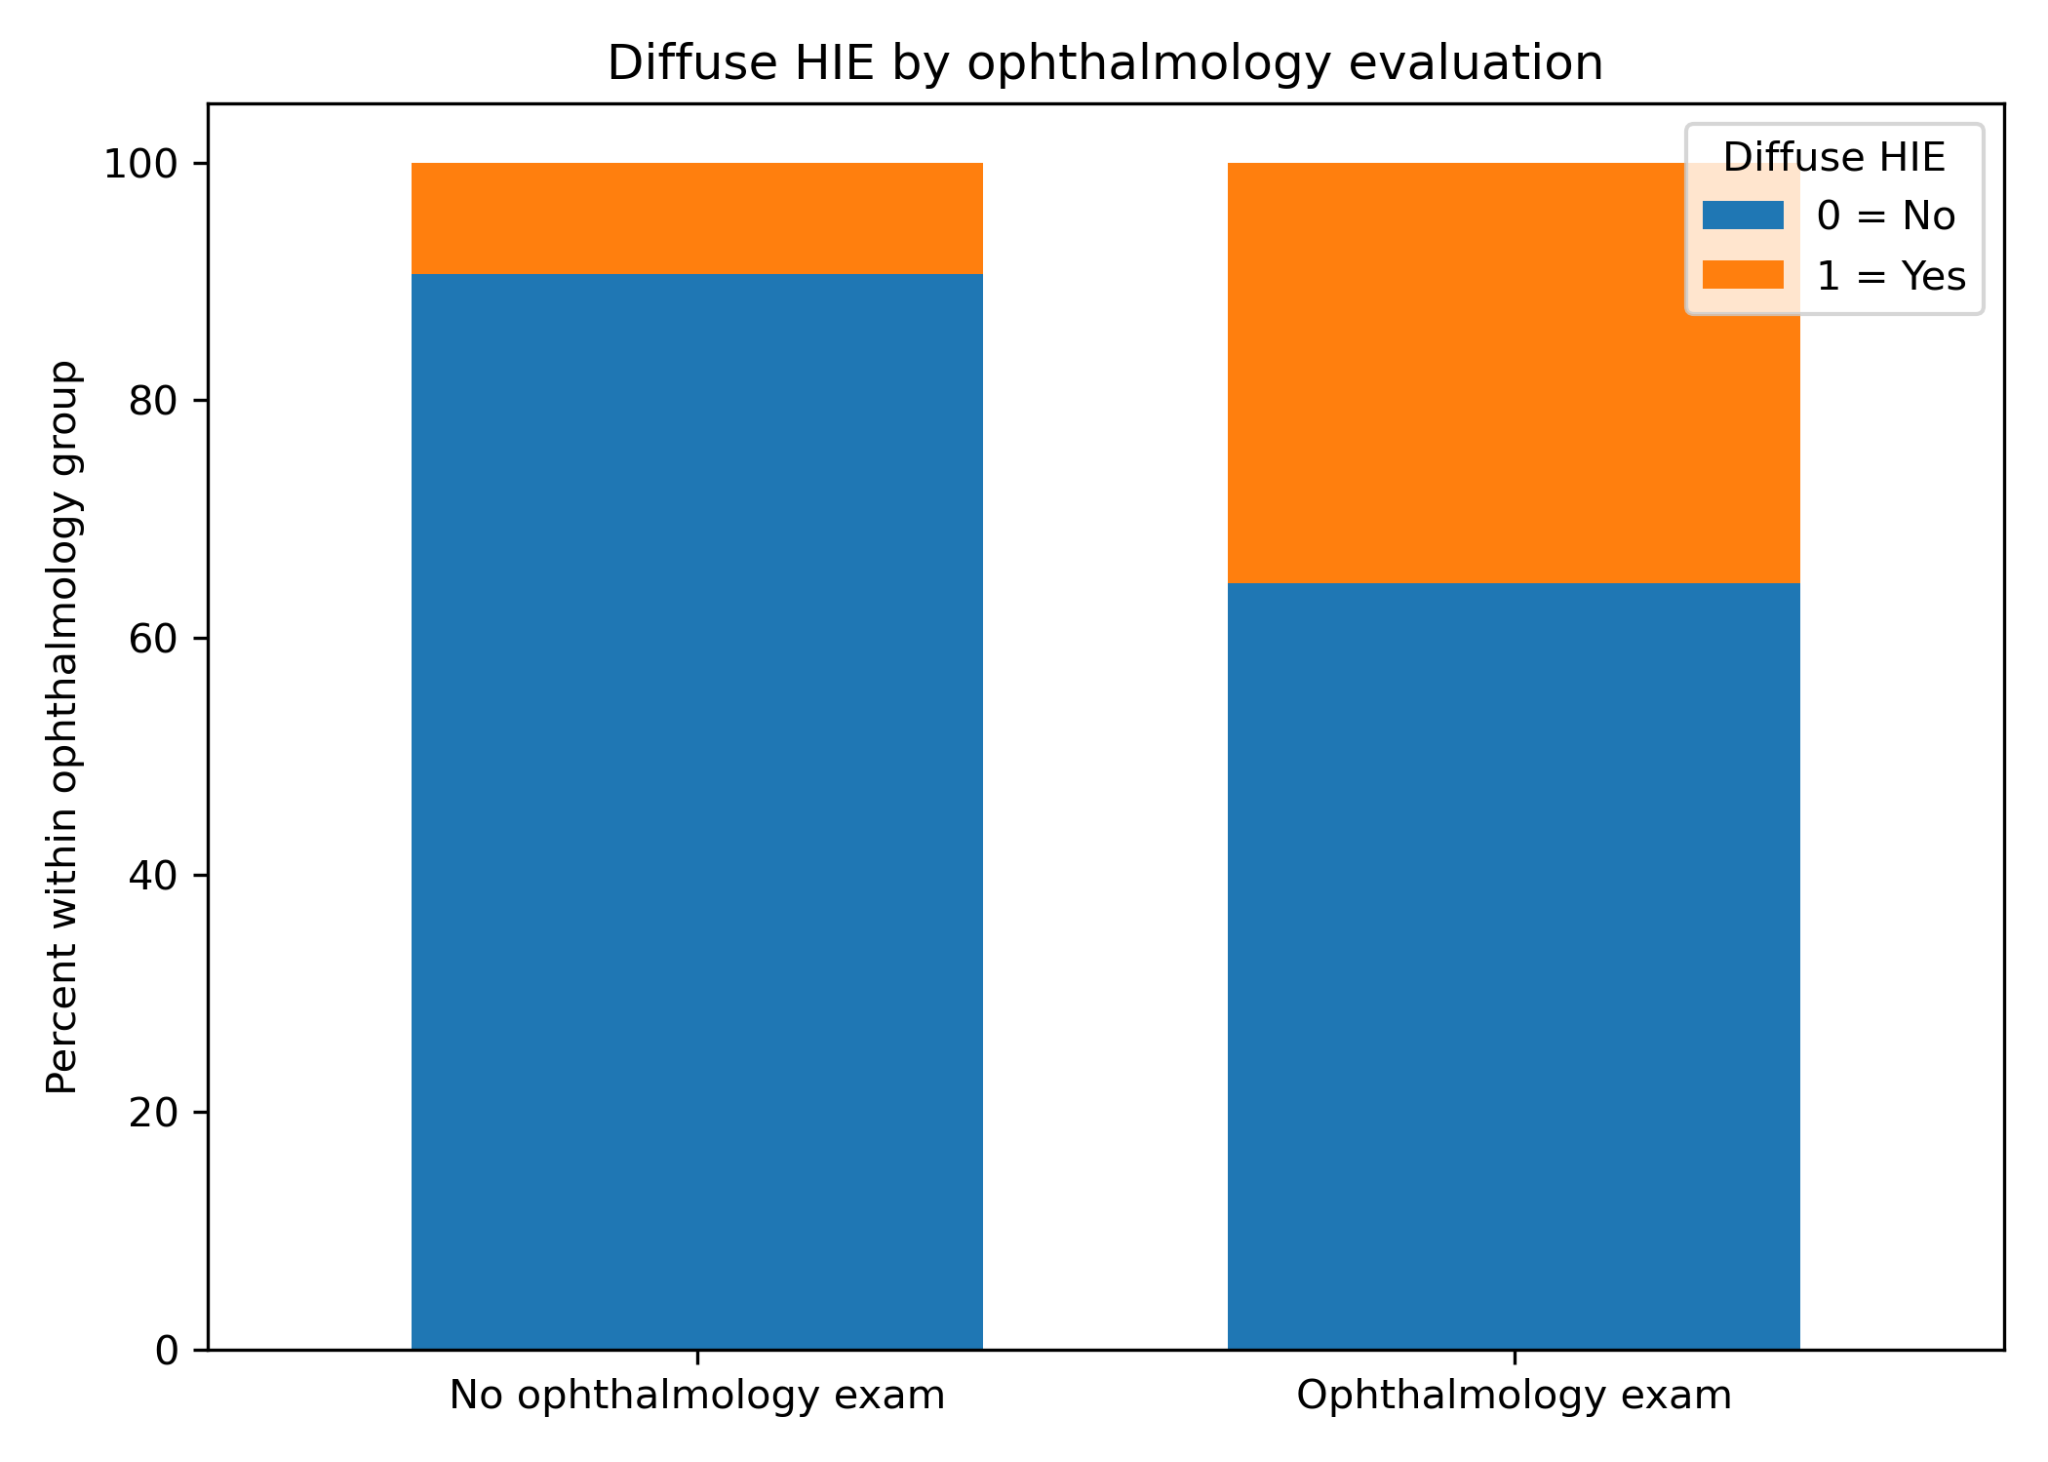 Diffuse HIE by ophthalmology evaluation
Diffuse HIE
0 = No
1 = Yes
Percent within ophthalmology group
100
80
60
40
20
0
No ophthalmology exam
Ophthalmology exam